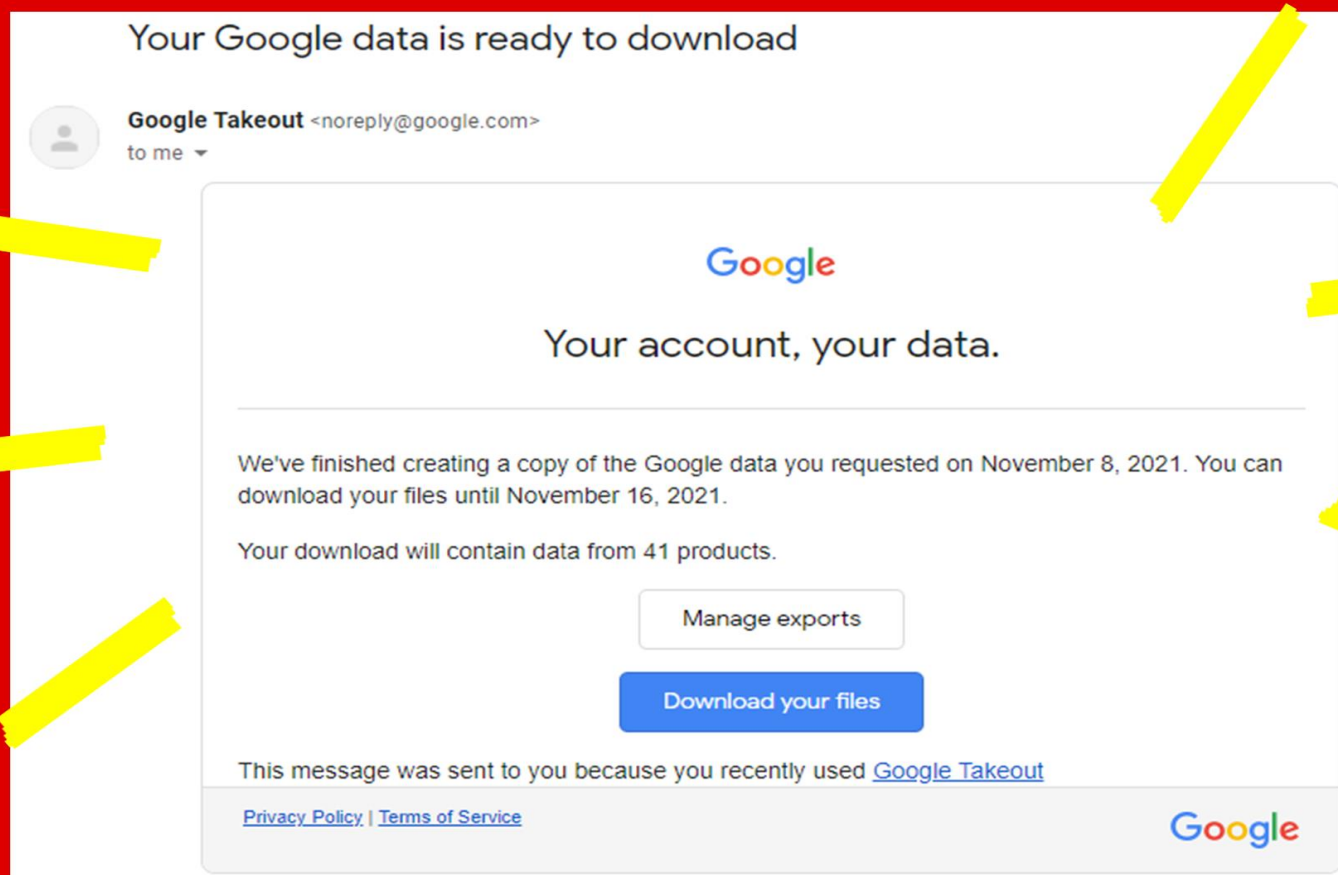 Your Google data is ready to download
Google Takeout <noreply@google.com>
to me
Google
Your account, your data.
We've finished creating a copy of the Google data you requested on November 8, 2021. You can
download your files until November 16, 2021.
Your download will contain data from 41 products.
Manage exports
Download your files
This message was sent to you because you recently used Google Takeout
Privacy Policy | Terms of Service
Google